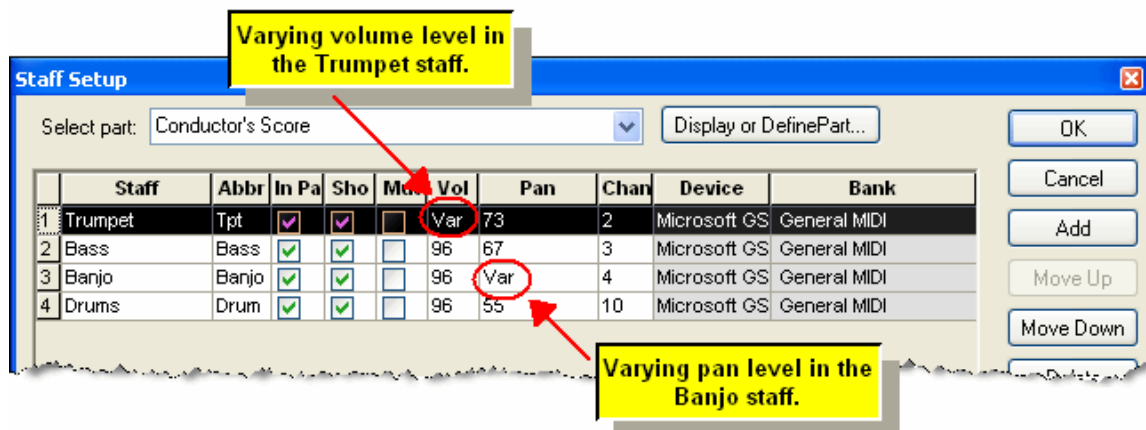 Varying volume level in
the Trumpet staff.
Staff Setup
Select part: Conductor's Score Display or DefinePart... OK
Cancel
Staff Abbr In Pa Sho Mut Vol Pan Chan Device Bank
1 Trumpet Tpt Var 73 2 Microsoft GS General MIDI
Add
2 Bass Bass 96 67 3 Microsoft GS General MIDI
3 Banjo Banjo 96 Var 4 Microsoft GS General MIDI
Move Up
4 Drums Drum 96 55 10 Microsoft GS General MIDI
Move Down
Varying pan level in the
Banjo staff.